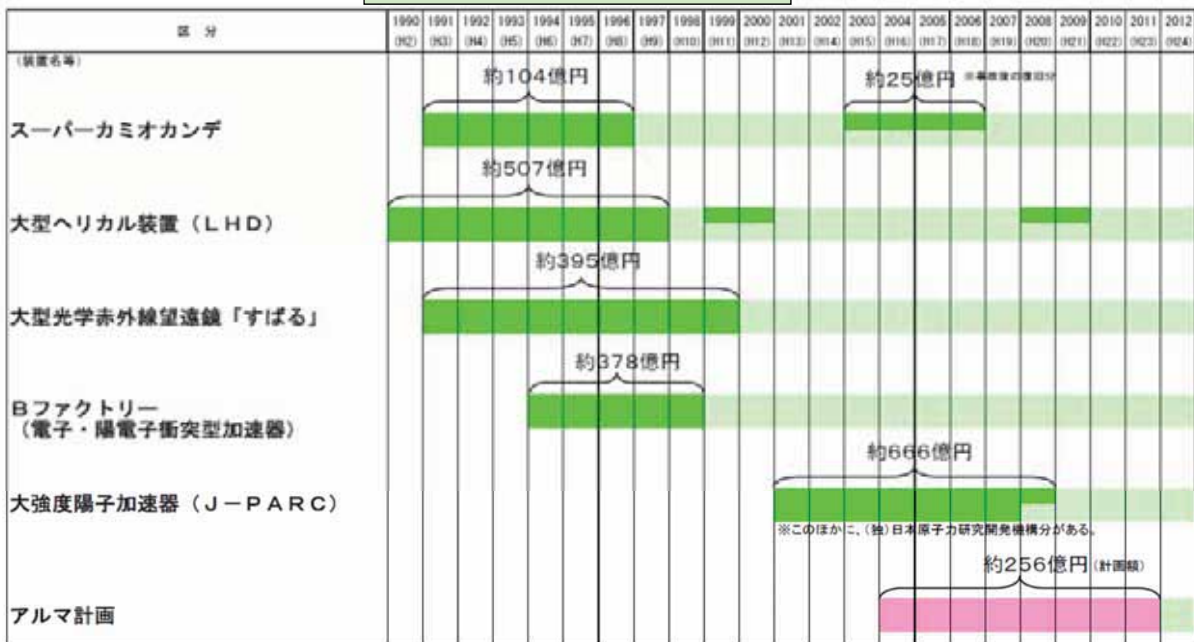 区 分 1990 1991 1992 1993 1994 1995 1996 1997 1998 1999 2000 2001 2002 2003 2004 2005 2006 2007 2008 2009 2010 2011 2012
(H2) (H3) (H4) (H5) (H6) (H7) (H8) (H9) (H10) (H11) (H12) (H13) (H14) (H15) (H16) (H17) (H18) (H19) (H20) (H21) (H22) (H23) (H24)
(装置名等)
約104億円 約25億円 ※事故後の復旧分
スーパーカミオカンデ
約507億円
大型ヘリカル装置(LHD)
約395億円
大型光学赤外線望遠鏡「すばる」
約378億円
Bファクトリー
(電子・陽電子衝突型加速器)
約666億円
大強度陽子加速器(J-PARC)
※このほかに、(独)日本原子力研究開発機構分がある。
約256億円(計画額)
アルマ計画